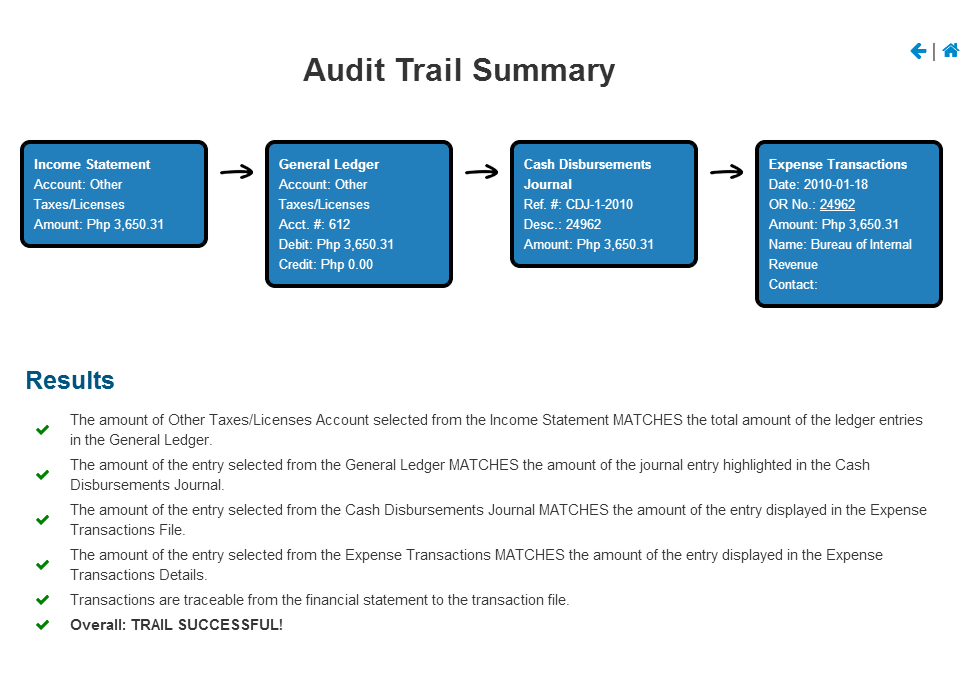 Audit Trail Summary
Income Statement
Account: Other
Taxes/Licenses
Amount: Php 3,650.31
General Ledger
Account: Other
Taxes/Licenses
Acct. #: 612
Debit: Php 3,650.31
Credit: Php 0.00
Cash Disbursements
Journal
Ref. #: CDJ-1-2010
Desc.: 24962
Amount: Php 3,650.31
Expense Transactions
Date: 2010-01-18
OR No.: 24962
Amount: Php 3,650.31
Name: Bureau of Internal
Revenue
Contact:
Results
The amount of Other Taxes/Licenses Account selected from the Income Statement MATCHES the total amount of the ledger entries
in the General Ledger.
The amount of the entry selected from the General Ledger MATCHES the amount of the journal entry highlighted in the Cash
Disbursements Journal.
The amount of the entry selected from the Cash Disbursements Journal MATCHES the amount of the entry displayed in the Expense
Transactions File.
The amount of the entry selected from the Expense Transactions MATCHES the amount of the entry displayed in the Expense
Transactions Details.
Transactions are traceable from the financial statement to the transaction file.
Overall: TRAIL SUCCESSFUL!